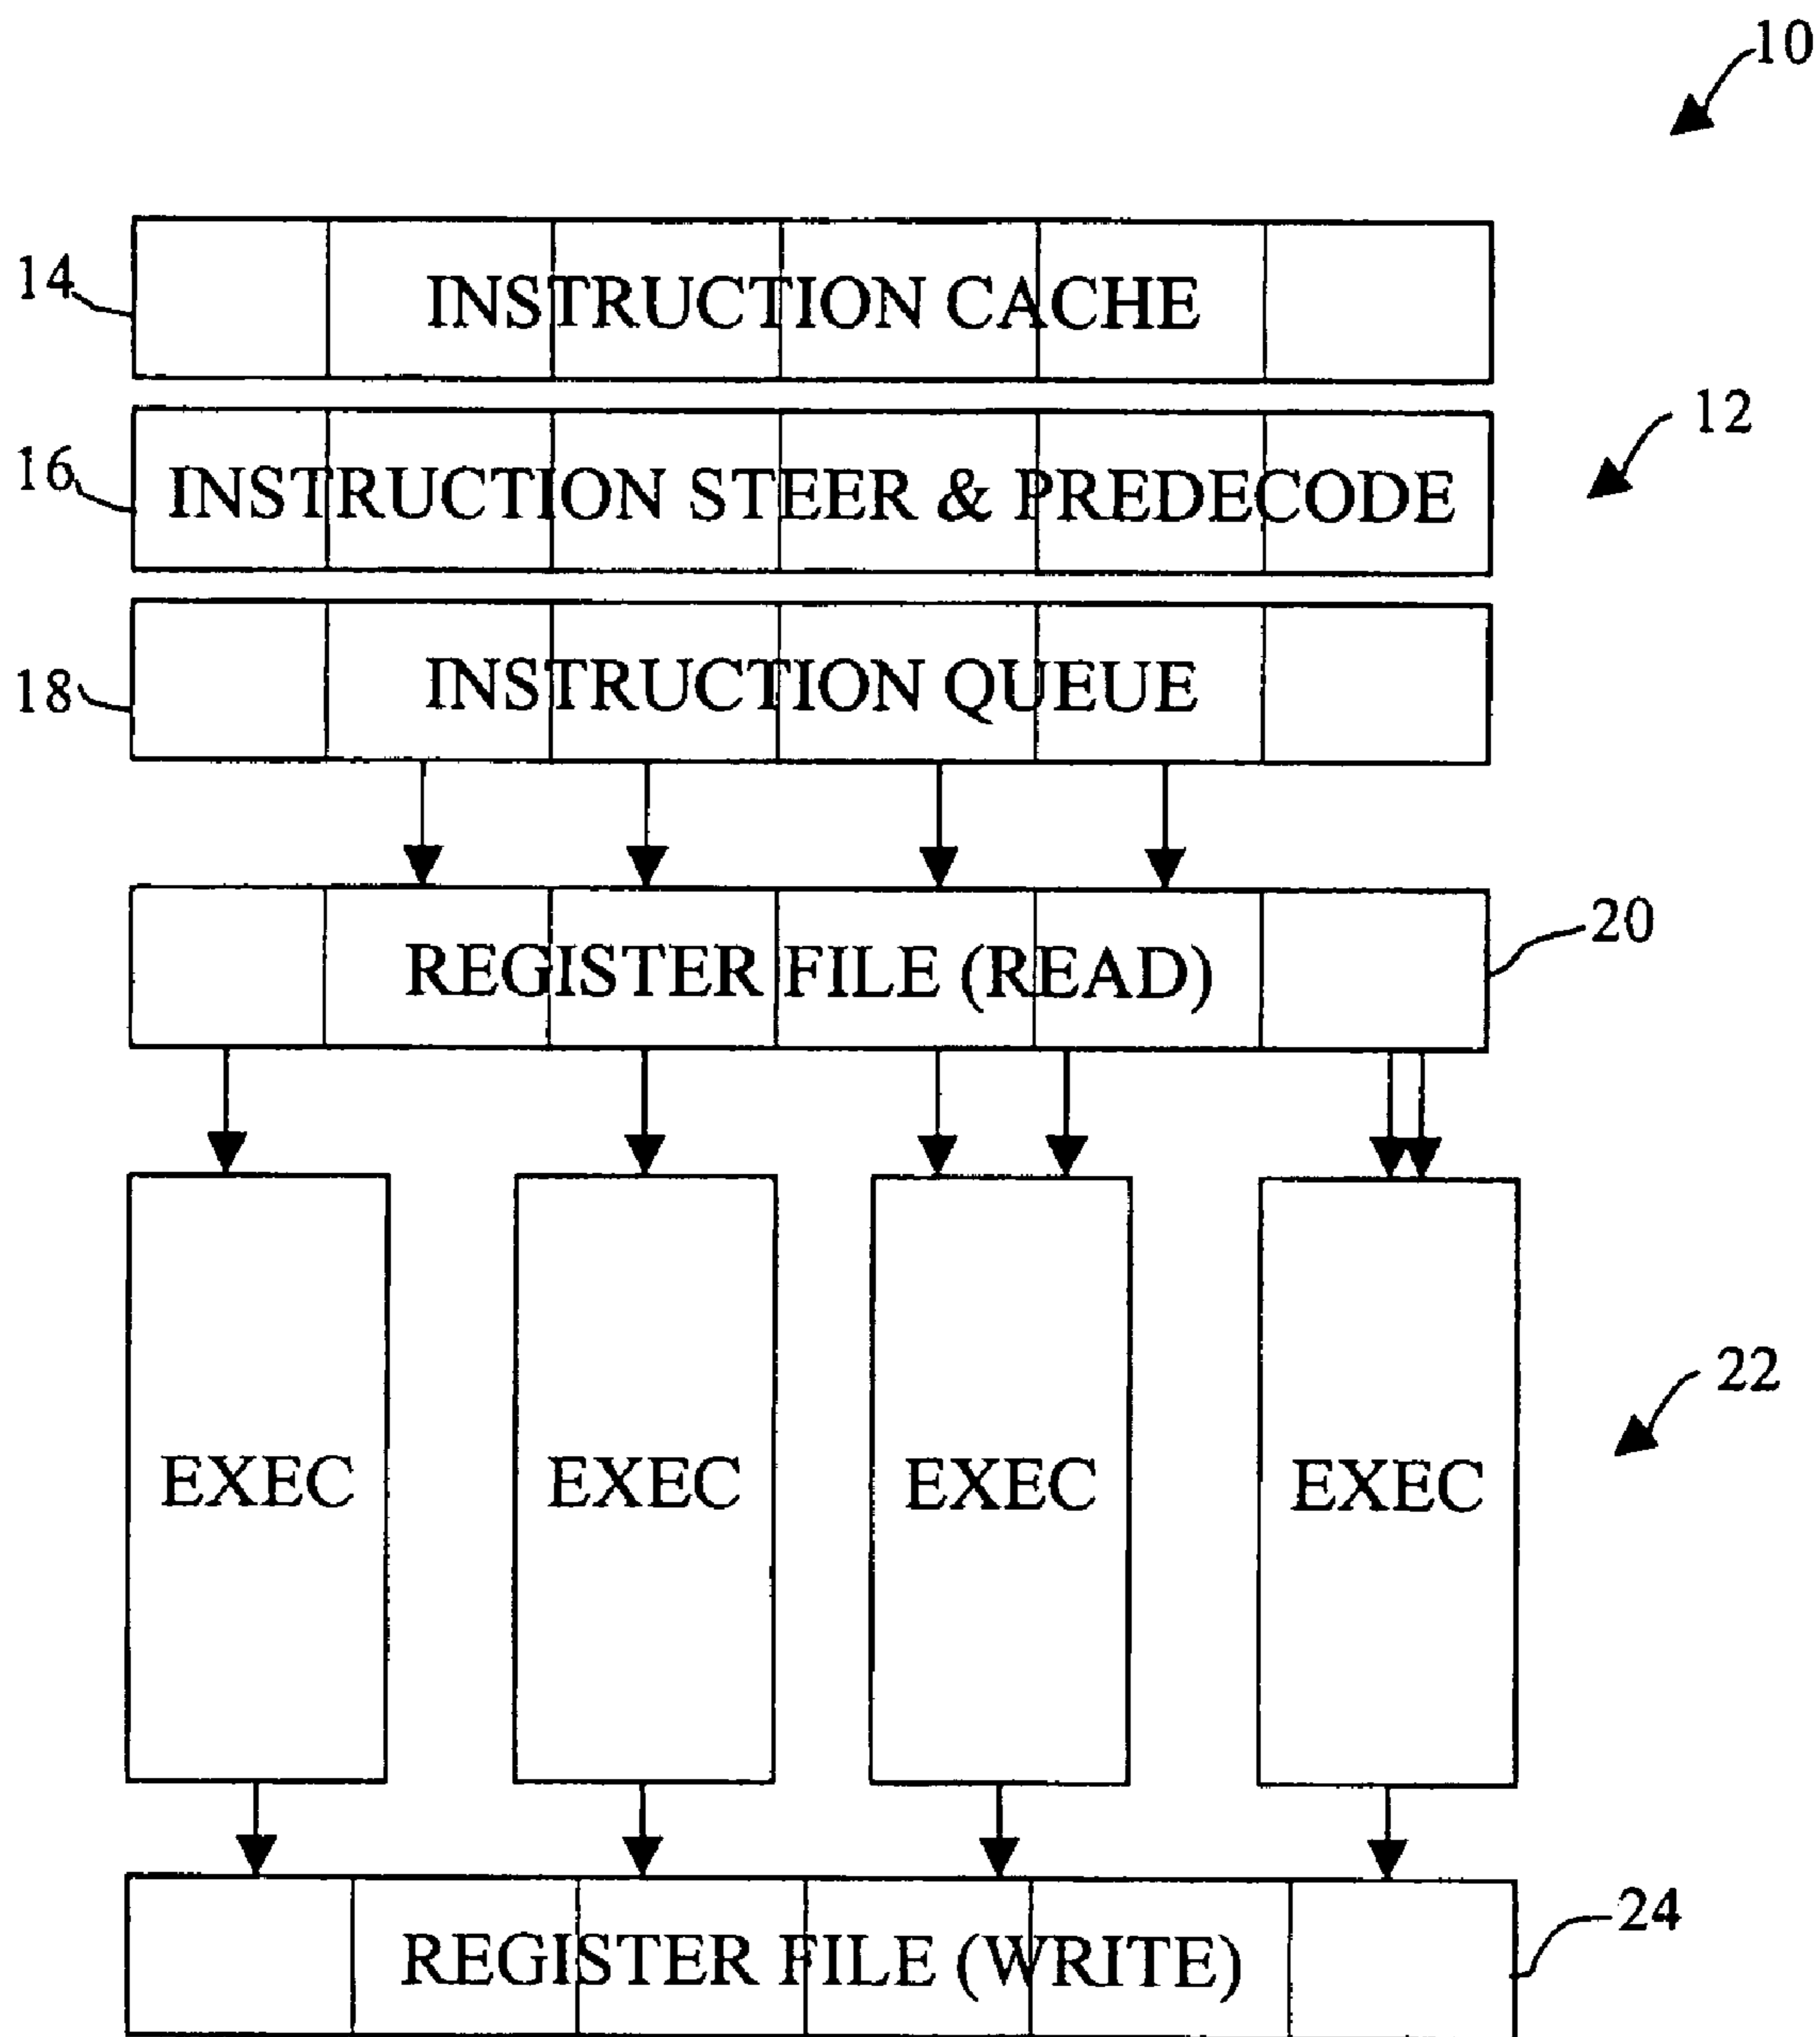 10
14
INSTRUCTION CACHE
12
16
INSTRUCTION STEER & PREDECODE
18
INSTRUCTION QUEUE
20
REGISTER FILE (READ)
22
EXEC EXEC EXEC EXEC
24
REGISTER FILE (WRITE)